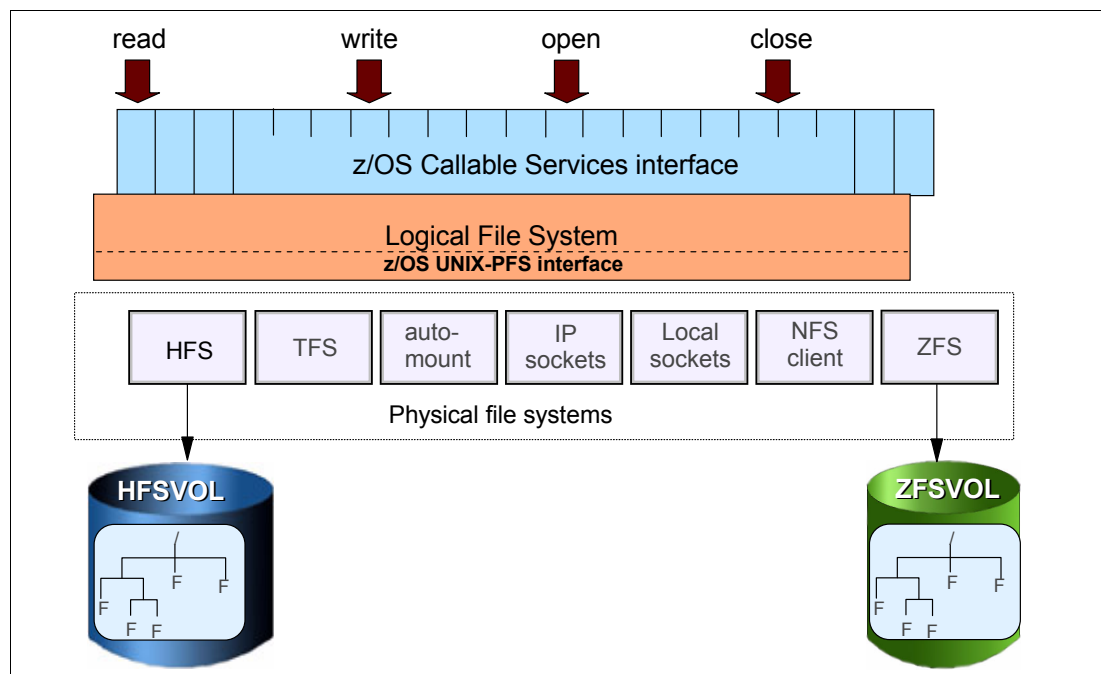 read write open close
z/OS Callable Services interface
Logical File System
z/OS UNIX-PFS interface
HFS
TFS
auto-
mount
IP
sockets
Local
sockets
NFS
client
ZFS
Physical file systems
HFSVOL
/
F
F
F
F
F
ZFSVOL
/
F
F
F
F
F